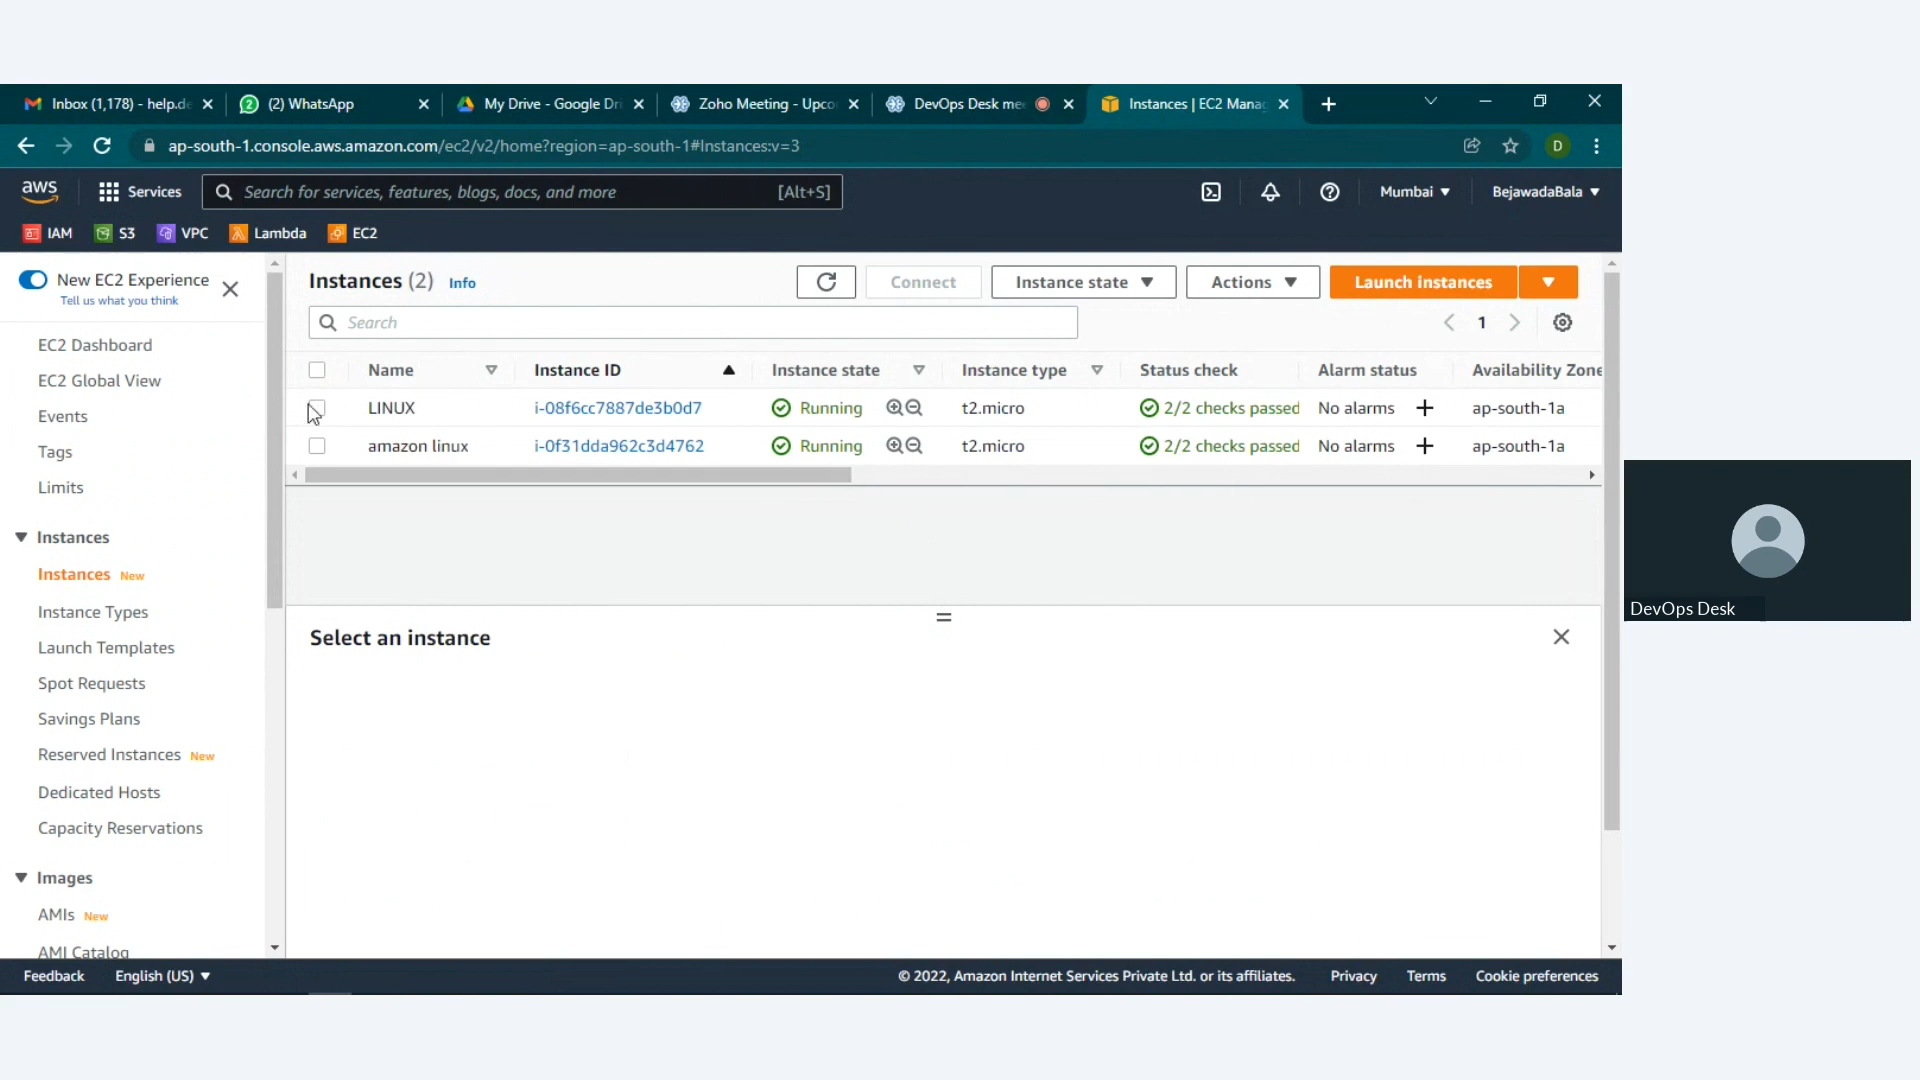 Inbox (1,178) - help.de
(2) WhatsApp
My Drive - Google Dri
Zoho Meeting - Upco
DevOps Desk mee
Instances | EC2 Manag
ap-south-1.console.aws.amazon.com/ec2/v2/home?region=ap-south-1#Instances:v=3
D
aws
Services
Search for services, features, blogs, docs, and more
[Alt+S]
Mumbai
BejawadaBala
IAM
S3
VPC
Lambda
EC2
New EC2 Experience
Tell us what you think
EC2 Dashboard
EC2 Global View
Events
Tags
Limits
Instances
Instances New
Instance Types
Launch Templates
Spot Requests
Savings Plans
Reserved Instances New
Dedicated Hosts
Capacity Reservations
Images
AMIs New
AMI Catalog
Instances (2) Info
Connect
Instance state
Actions
Launch instances
Search
1
Name Instance ID Instance state Instance type Status check Alarm status Availability Zone
LINUX i-08f6cc7887de3b0d7 Running t2.micro 2/2 checks passed No alarms + ap-south-1a
amazon linux i-0f31dda962c3d4762 Running t2.micro 2/2 checks passed No alarms + ap-south-1a
Select an instance
DevOps Desk
Feedback
English (US)
© 2022, Amazon Internet Services Private Ltd. or its affiliates.
Privacy
Terms
Cookie preferences